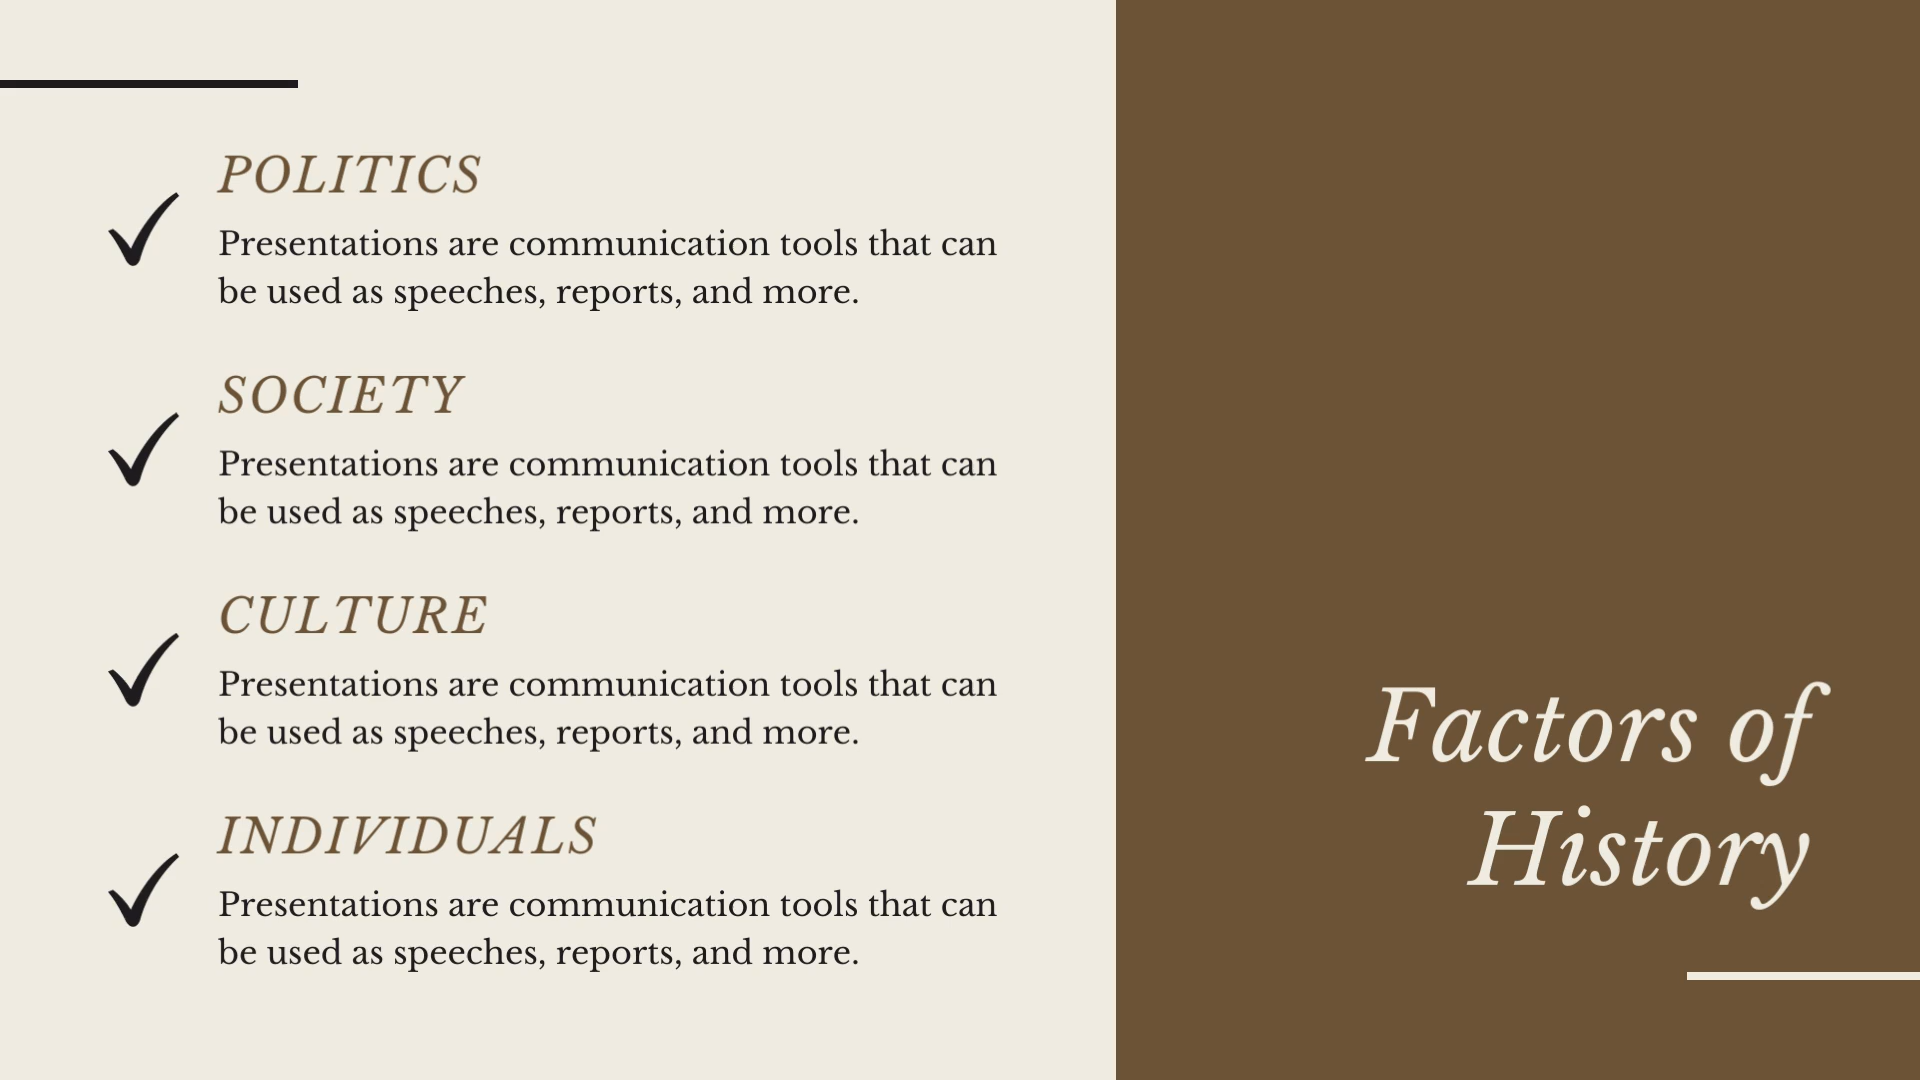 POLITICS
Presentations are communication tools that can
be used as speeches, reports, and more.
SOCIETY
Presentations are communication tools that can
be used as speeches, reports, and more.
CULTURE
Presentations are communication tools that can
be used as speeches, reports, and more.
INDIVIDUALS
Presentations are communication tools that can
be used as speeches, reports, and more.
Factors of
History